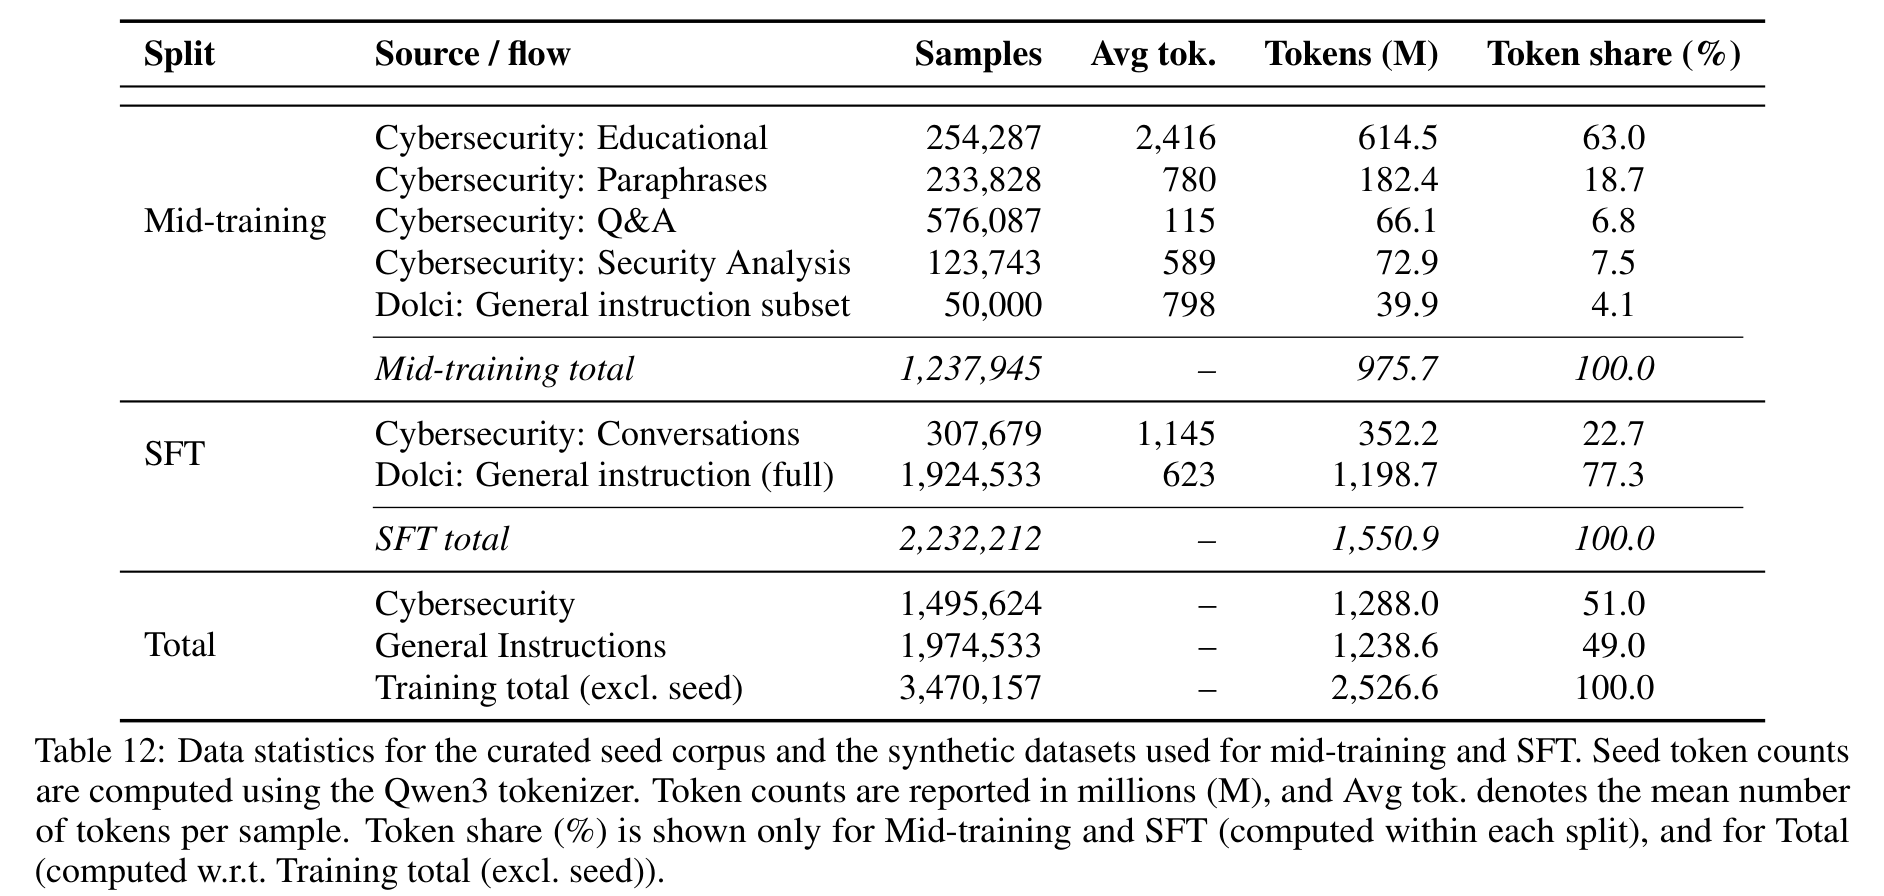 Split Source / flow Samples Avg tok. Tokens (M) Token share (%)
Cybersecurity: Educational 254,287 2,416 614.5 63.0
Cybersecurity: Paraphrases 233,828 780 182.4 18.7
Mid-training Cybersecurity: Q&A 576,087 115 66.1 6.8
Cybersecurity: Security Analysis 123,743 589 72.9 7.5
Dolci: General instruction subset 50,000 798 39.9 4.1
Mid-training total 1,237,945 – 975.7 100.0
SFT Cybersecurity: Conversations 307,679 1,145 352.2 22.7
Dolci: General instruction (full) 1,924,533 623 1,198.7 77.3
SFT total 2,232,212 – 1,550.9 100.0
Cybersecurity 1,495,624 – 1,288.0 51.0
Total General Instructions 1,974,533 – 1,238.6 49.0
Training total (excl. seed) 3,470,157 – 2,526.6 100.0
Table 12: Data statistics for the curated seed corpus and the synthetic datasets used for mid-training and SFT. Seed token counts
are computed using the Qwen3 tokenizer. Token counts are reported in millions (M), and Avg tok. denotes the mean number
of tokens per sample. Token share (%) is shown only for Mid-training and SFT (computed within each split), and for Total
(computed w.r.t. Training total (excl. seed)).